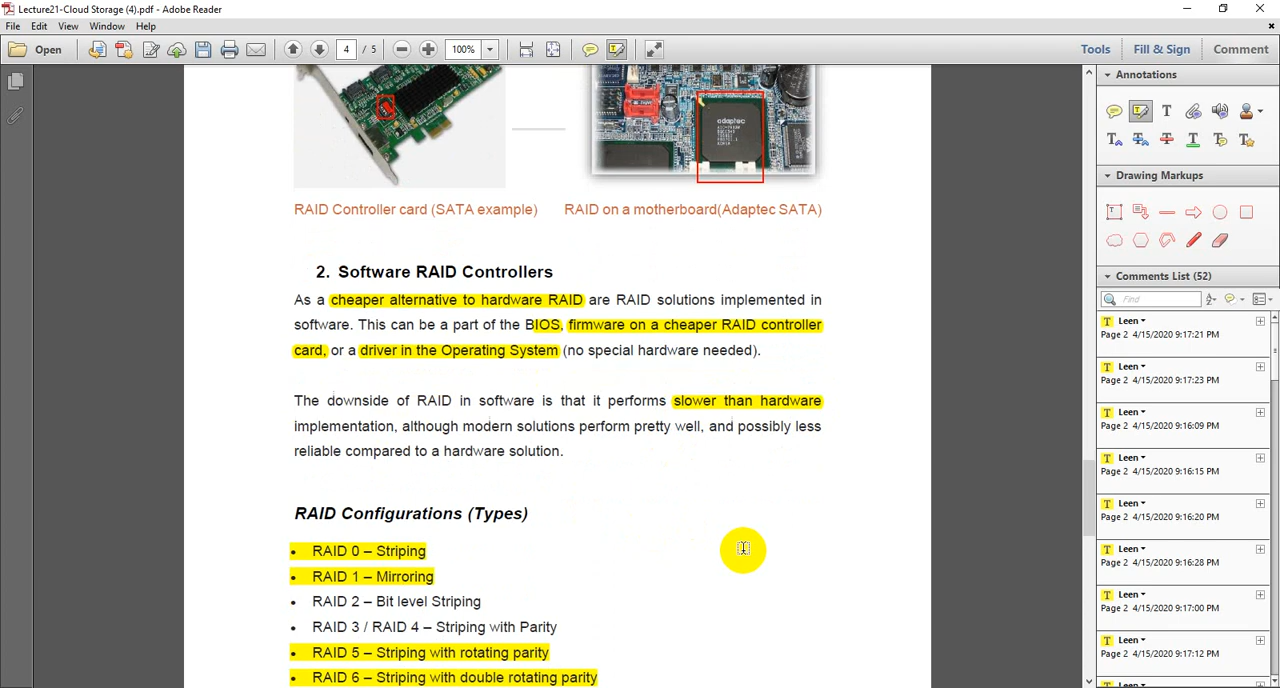 Lecture21-Cloud Storage (4).pdf - Adobe Reader
File Edit View Window Help
Open 4 / 5 100% Tools Fill & Sign Comment
Annotations
adaptec
Drawing Markups
RAID Controller card (SATA example) RAID on a motherboard(Adaptec SATA)
2. Software RAID Controllers
As a cheaper alternative to hardware RAID are RAID solutions implemented in
software. This can be a part of the BIOS, firmware on a cheaper RAID controller
card, or a driver in the Operating System (no special hardware needed).
The downside of RAID in software is that it performs slower than hardware
implementation, although modern solutions perform pretty well, and possibly less
reliable compared to a hardware solution.
RAID Configurations (Types)
• RAID 0 – Striping
• RAID 1 – Mirroring
• RAID 2 – Bit level Striping
• RAID 3 / RAID 4 – Striping with Parity
• RAID 5 – Striping with rotating parity
• RAID 6 – Striping with double rotating parity
Comments List (52)
Find
Leen
Page 2 4/15/2020 9:17:21 PM
Leen
Page 2 4/15/2020 9:17:23 PM
Leen
Page 2 4/15/2020 9:16:09 PM
Leen
Page 2 4/15/2020 9:16:15 PM
Leen
Page 2 4/15/2020 9:16:20 PM
Leen
Page 2 4/15/2020 9:16:28 PM
Leen
Page 2 4/15/2020 9:17:00 PM
Leen
Page 2 4/15/2020 9:17:12 PM
Leen